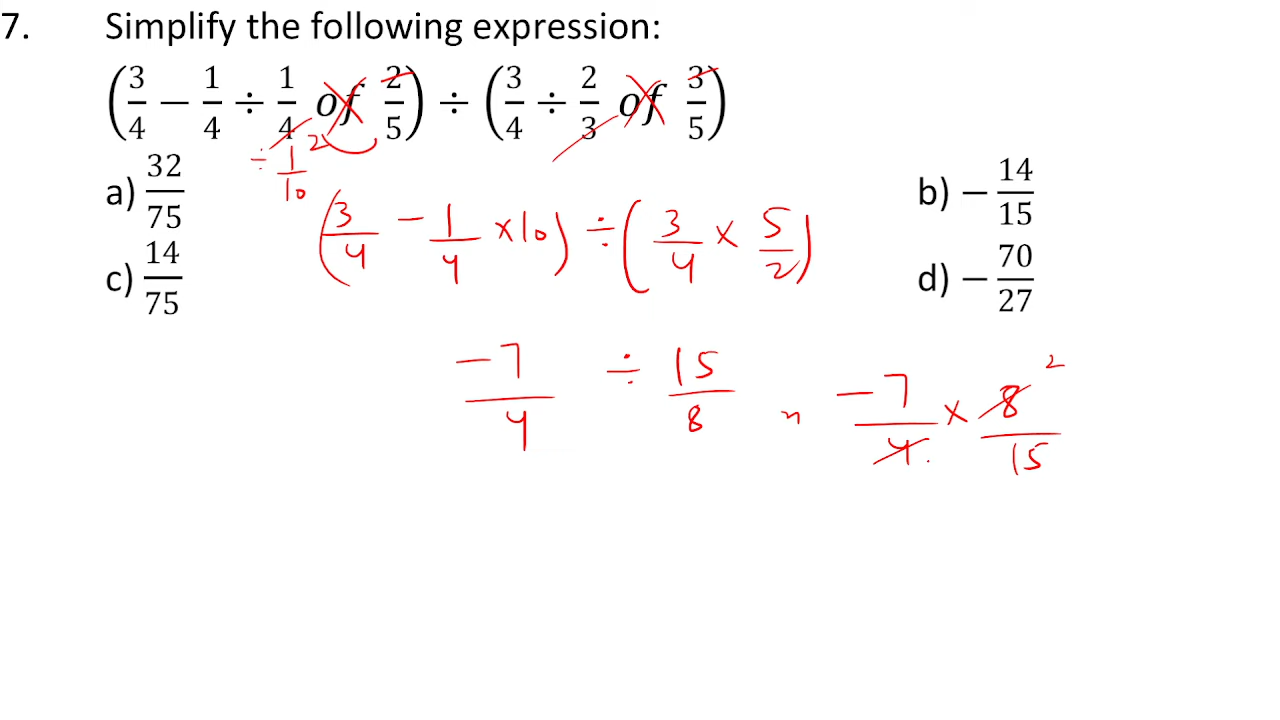 7. Simplify the following expression:
(3/4 − 1/4 ÷ 1/4 of 2/5) ÷ (3/4 ÷ 2/3 of 3/5)
÷ 1/10 2
a) 32/75
b) − 14/15
(3/4 − 1/4 × 10) ÷ (3/4 × 5/2)
c) 14/75
d) − 70/27
−7/4 ÷ 15/8 = −7/4 × 8/15 2